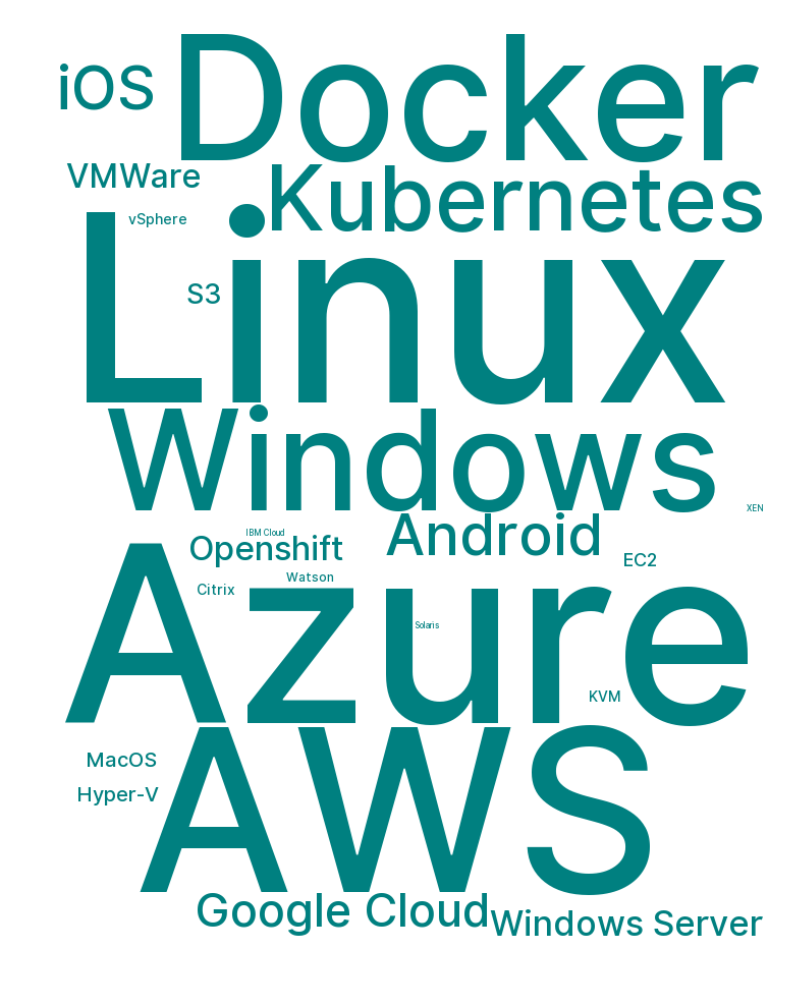 iOS
Docker
VMWare
Kubernetes
vSphere
S3
Linux
Windows
XEN
Android
IBM Cloud
Openshift
EC2
Watson
Citrix
Azure
Solaris
KVM
AWS
MacOS
Hyper-V
Google Cloud
Windows Server